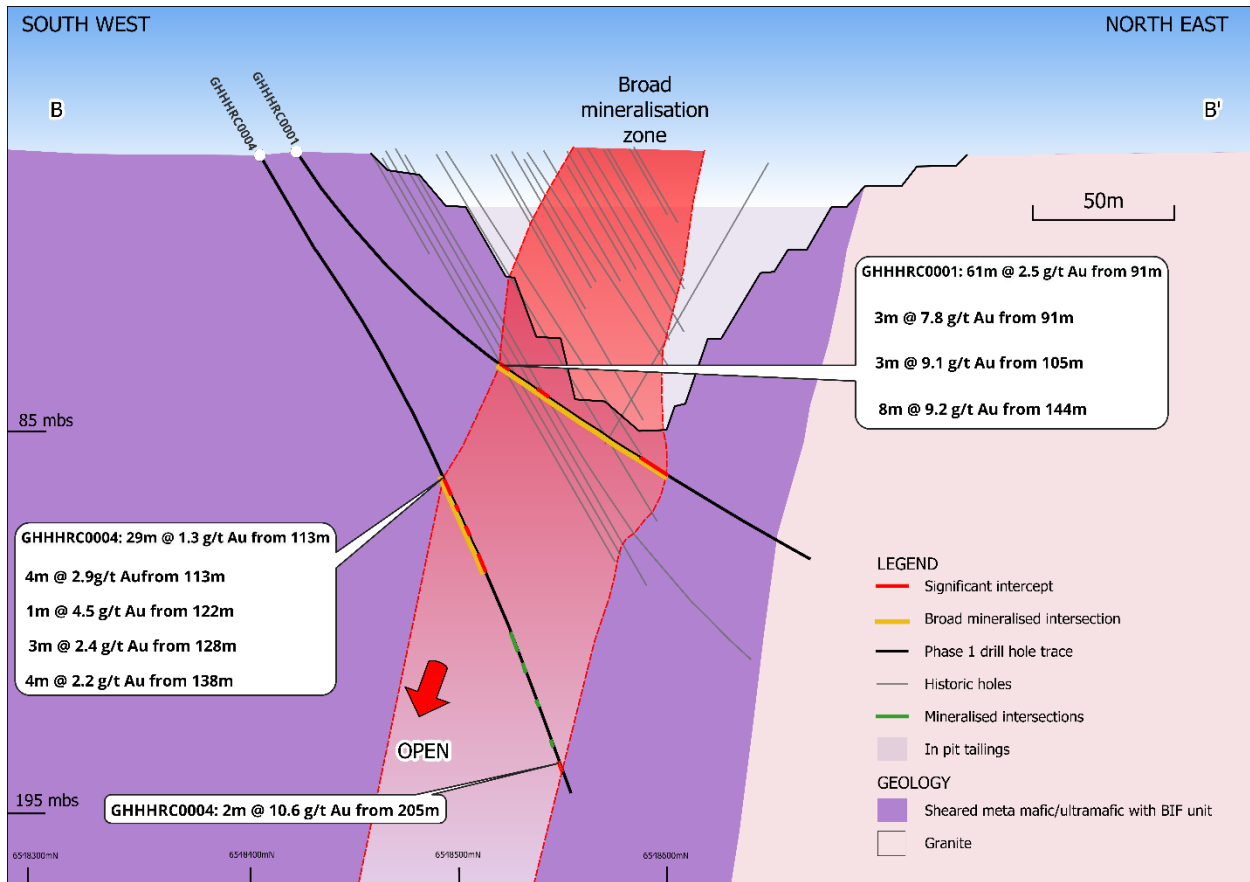 SOUTH WEST
NORTH EAST
B
GHHHRC0004
GHHHRC0001
Broad
mineralisation
zone
B'
50m
GHHHRC0001: 61m @ 2.5 g/t Au from 91m
3m @ 7.8 g/t Au from 91m
3m @ 9.1 g/t Au from 105m
8m @ 9.2 g/t Au from 144m
85 mbs
GHHHRC0004: 29m @ 1.3 g/t Au from 113m
4m @ 2.9g/t Aufrom 113m
1m @ 4.5 g/t Au from 122m
3m @ 2.4 g/t Au from 128m
4m @ 2.2 g/t Au from 138m
OPEN
GHHHRC0004: 2m @ 10.6 g/t Au from 205m
195 mbs
LEGEND
Significant intercept
Broad mineralised intersection
Phase 1 drill hole trace
Historic holes
Mineralised intersections
In pit tailings
GEOLOGY
Sheared meta mafic/ultramafic with BIF unit
Granite
6548300mN
6548400mN
6548500mN
6548600mN